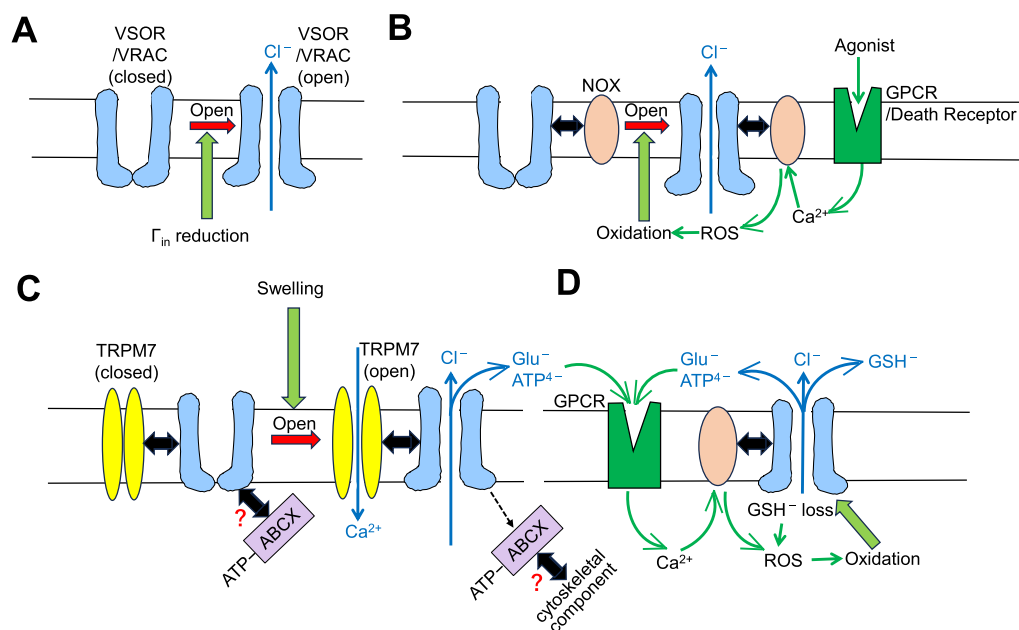 A
VSOR
/VRAC
(closed)
Cl⁻
VSOR
/VRAC
(open)
Open
Γin reduction
B
NOX
Cl⁻
Agonist
GPCR
/Death Receptor
Open
Ca²⁺
Oxidation
ROS
C
Swelling
TRPM7
(closed)
TRPM7
(open)
Cl⁻
Glu⁻
ATP⁴⁻
Open
?
ABCX
ATP
Ca²⁺
ABCX
ATP
?
cytoskeletal
component
D
Glu⁻
ATP⁴⁻
Cl⁻
GSH⁻
GPCR
GSH⁻ loss
Ca²⁺
ROS
Oxidation